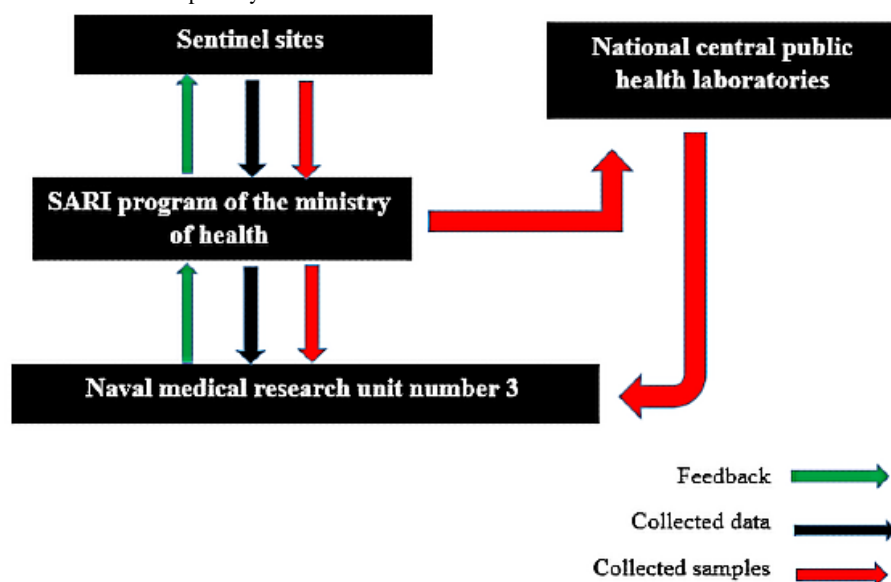 Sentinel sites
National central public
health laboratories
SARI program of the ministry
of health
Naval medical research unit number 3
Feedback
Collected data
Collected samples